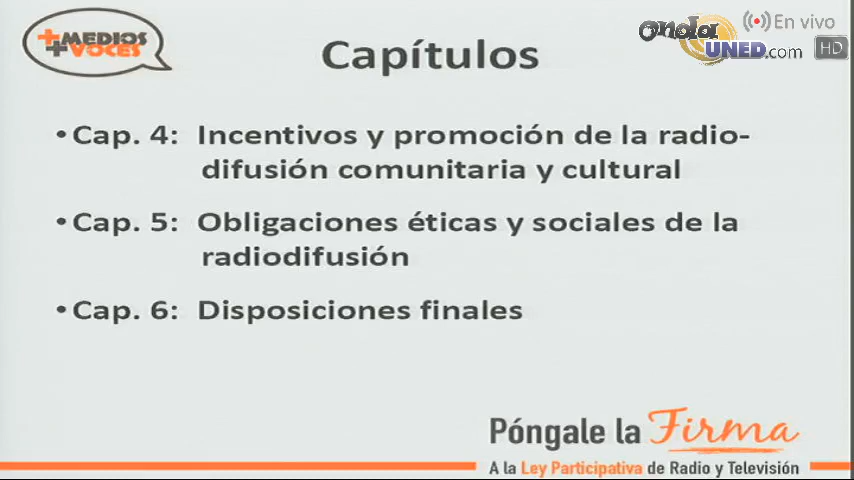 +MEDIOS
+VOCES
Onda
UNED.com
En vivo
HD
Capítulos
• Cap. 4: Incentivos y promoción de la radio-
difusión comunitaria y cultural
• Cap. 5: Obligaciones éticas y sociales de la
radiodifusión
• Cap. 6: Disposiciones finales
Póngale la Firma
A la Ley Participativa de Radio y Televisión